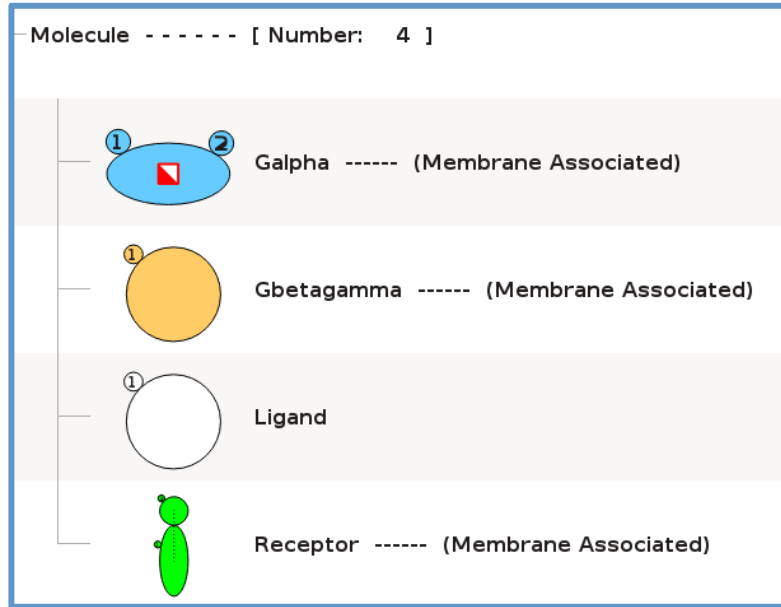 Molecule - - - - - - [ Number: 4 ]
1 2
Galpha ------ (Membrane Associated)
1
Gbetagamma ------ (Membrane Associated)
1
Ligand
Receptor ------ (Membrane Associated)